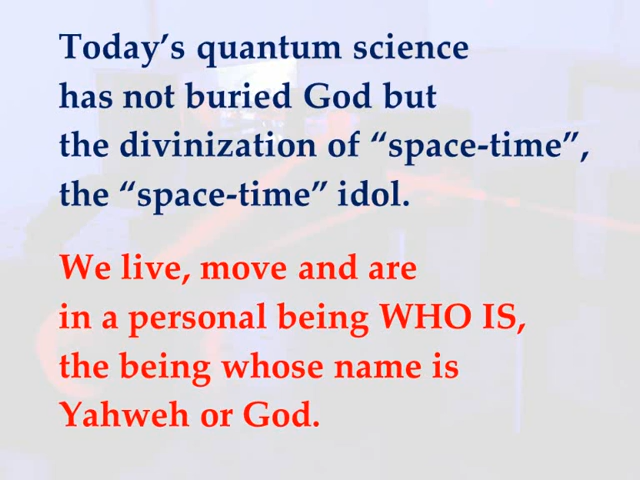 Today’s quantum science
has not buried God but
the divinization of “space-time”,
the “space-time” idol.
We live, move and are
in a personal being WHO IS,
the being whose name is
Yahweh or God.